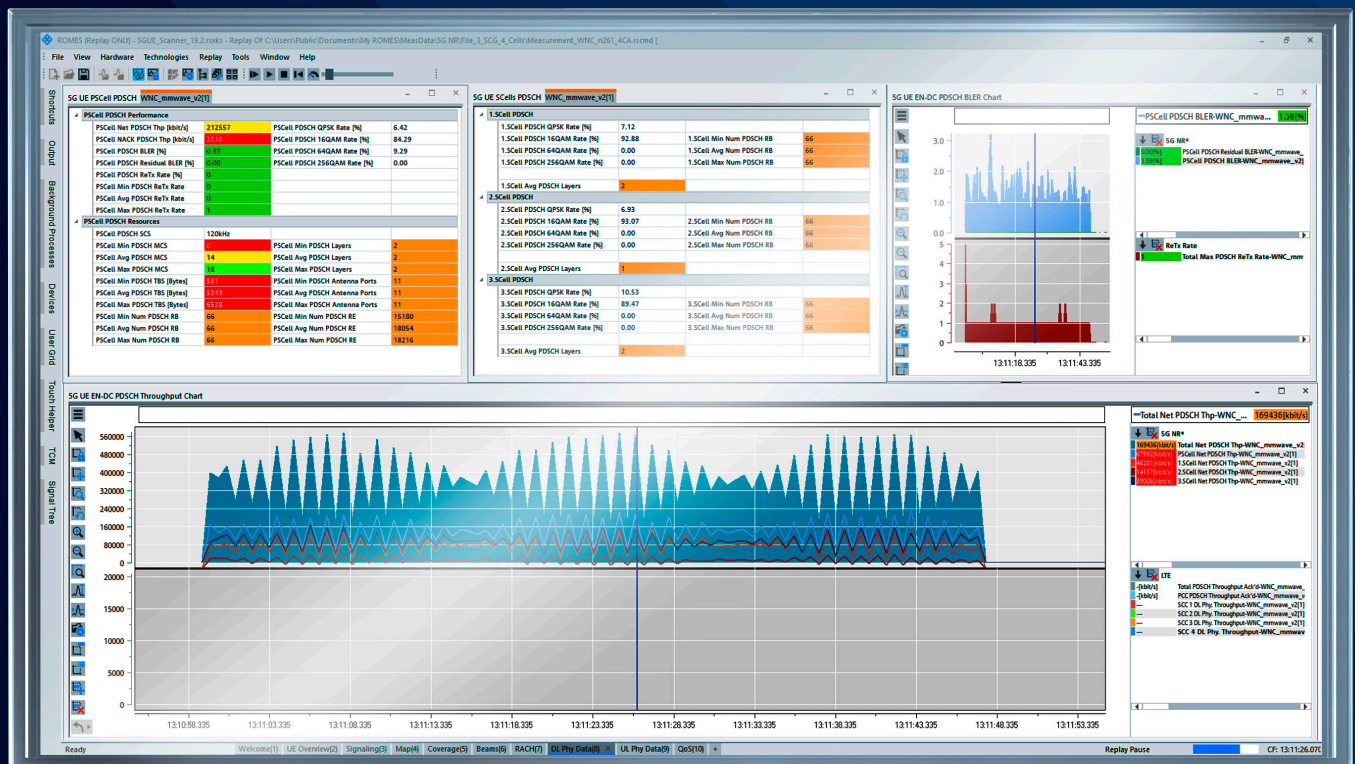 ROMES [Replay ONLY] - 5GUE_Scanner_19.2.rsxks - Replay Of C:\Users\Public\Documents\My ROMES\MeasData\5G NR\File_3_SCG_4_Cells\Measurement_WNC_n261_4CA.rscmd [
File View Hardware Technologies Replay Tools Window Help
Shortcuts
Output
Background Processes
Devices
User Grid
Touch Helper
TCM
Signal Tree
5G UE PSCell PDSCH WNC_mmwave_v2[1]
PSCell PDSCH Performance
PSCell Net PDSCH Thp [kbit/s] 212557 PSCell PDSCH QPSK Rate [%] 6.42
PSCell NACK PDSCH Thp [kbit/s] 2516 PSCell PDSCH 16QAM Rate [%] 84.29
PSCell PDSCH BLER [%] 0.97 PSCell PDSCH 64QAM Rate [%] 9.29
PSCell PDSCH Residual BLER [%] 0.00 PSCell PDSCH 256QAM Rate [%] 0.00
PSCell PDSCH ReTx Rate [%] 0
PSCell Min PDSCH ReTx Rate 0
PSCell Avg PDSCH ReTx Rate 0
PSCell Max PDSCH ReTx Rate 1
PSCell PDSCH Resources
PSCell PDSCH SCS 120kHz
PSCell Min PDSCH MCS 0 PSCell Min PDSCH Layers 2
PSCell Avg PDSCH MCS 14 PSCell Avg PDSCH Layers 2
PSCell Max PDSCH MCS 18 PSCell Max PDSCH Layers 2
PSCell Min PDSCH TBS [Bytes] 561 PSCell Min PDSCH Antenna Ports 11
PSCell Avg PDSCH TBS [Bytes] 5349 PSCell Avg PDSCH Antenna Ports 11
PSCell Max PDSCH TBS [Bytes] 6528 PSCell Max PDSCH Antenna Ports 11
PSCell Min Num PDSCH RB 66 PSCell Min Num PDSCH RE 15180
PSCell Avg Num PDSCH RB 66 PSCell Avg Num PDSCH RE 18054
PSCell Max Num PDSCH RB 66 PSCell Max Num PDSCH RE 18216
5G UE SCells PDSCH WNC_mmwave_v2[1]
1.SCell PDSCH
1.SCell PDSCH QPSK Rate [%] 7.12
1.SCell PDSCH 16QAM Rate [%] 92.88 1.SCell Min Num PDSCH RB 66
1.SCell PDSCH 64QAM Rate [%] 0.00 1.SCell Avg Num PDSCH RB 66
1.SCell PDSCH 256QAM Rate [%] 0.00 1.SCell Max Num PDSCH RB 66
1.SCell Avg PDSCH Layers 2
2.SCell PDSCH
2.SCell PDSCH QPSK Rate [%] 6.93
2.SCell PDSCH 16QAM Rate [%] 93.07 2.SCell Min Num PDSCH RB 66
2.SCell PDSCH 64QAM Rate [%] 0.00 2.SCell Avg Num PDSCH RB 66
2.SCell PDSCH 256QAM Rate [%] 0.00 2.SCell Max Num PDSCH RB 66
2.SCell Avg PDSCH Layers 1
3.SCell PDSCH
3.SCell PDSCH QPSK Rate [%] 10.53
3.SCell PDSCH 16QAM Rate [%] 89.47 3.SCell Min Num PDSCH RB 66
3.SCell PDSCH 64QAM Rate [%] 0.00 3.SCell Avg Num PDSCH RB 66
3.SCell PDSCH 256QAM Rate [%] 0.00 3.SCell Max Num PDSCH RB 66
3.SCell Avg PDSCH Layers 2
5G UE EN-DC PDSCH BLER Chart
3.0
2.0
1.0
0.0
5
4
3
2
1
0
13:11:18.335 13:11:43.335
PSCell PDSCH BLER-WNC_mmwa... 1.59[%]
5G NR*
0.00[%] PSCell PDSCH Residual BLER-WNC_mmwave_
1.59[%] PSCell PDSCH BLER-WNC_mmwave_v2[
ReTx Rate
1 Total Max PDSCH ReTx Rate-WNC_mm
5G UE EN-DC PDSCH Throughput Chart
560000
480000
400000
320000
240000
160000
80000
0
20000
15000
10000
5000
0
13:10:58.335 13:11:03.335 13:11:08.335 13:11:13.335 13:11:18.335 13:11:23.335 13:11:28.335 13:11:33.335 13:11:38.335 13:11:43.335 13:11:48.335 13:11:53.335
Total Net PDSCH Thp-WNC_... 169436[kbit/s]
5G NR*
169436[kbit/s] Total Net PDSCH Thp-WNC_mmwave_v2
67992[kbit/s] PSCell Net PDSCH Thp-WNC_mmwave_v2[1]
48281[kbit/s] 1.SCell Net PDSCH Thp-WNC_mmwave_v2[1]
14157[kbit/s] 2.SCell Net PDSCH Thp-WNC_mmwave_v2[1]
39006[kbit/s] 3.SCell Net PDSCH Thp-WNC_mmwave_v2[1]
LTE
-[kbit/s] Total PDSCH Throughput Ack'd-WNC_mmwave_
-[kbit/s] PCC PDSCH Throughput Ack'd-WNC_mmwave_v
--- SCC 1 DL Phy. Throughput-WNC_mmwave_v2[1]
--- SCC 2 DL Phy. Throughput-WNC_mmwave_v2[1]
--- SCC 3 DL Phy. Throughput-WNC_mmwave_v2[1]
--- SCC 4 DL Phy. Throughput-WNC_mmwav
Ready Welcome(1) UE Overview(2) Signaling(3) Map(4) Coverage(5) Beams(6) RACH(7) DL Phy Data(8) × UL Phy Data(9) QoS(10) + Replay Pause CF: 13:11:26.070